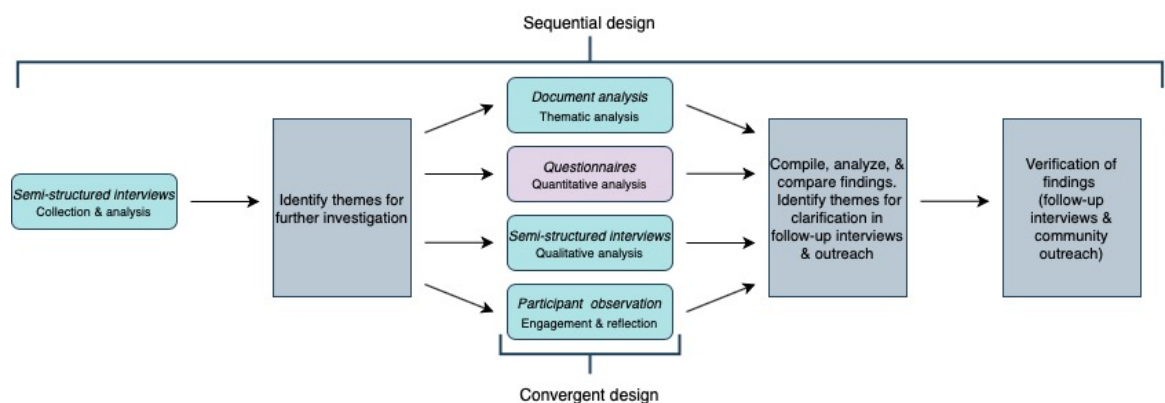 Sequential design
Semi-structured interviews
Collection & analysis
Identify themes for
further investigation
Document analysis
Thematic analysis
Questionnaires
Quantitative analysis
Semi-structured interviews
Qualitative analysis
Participant observation
Engagement & reflection
Convergent design
Compile, analyze, &
compare findings.
Identify themes for
clarification in
follow-up interviews
& outreach
Verification of
findings
(follow-up
interviews &
community
outreach)